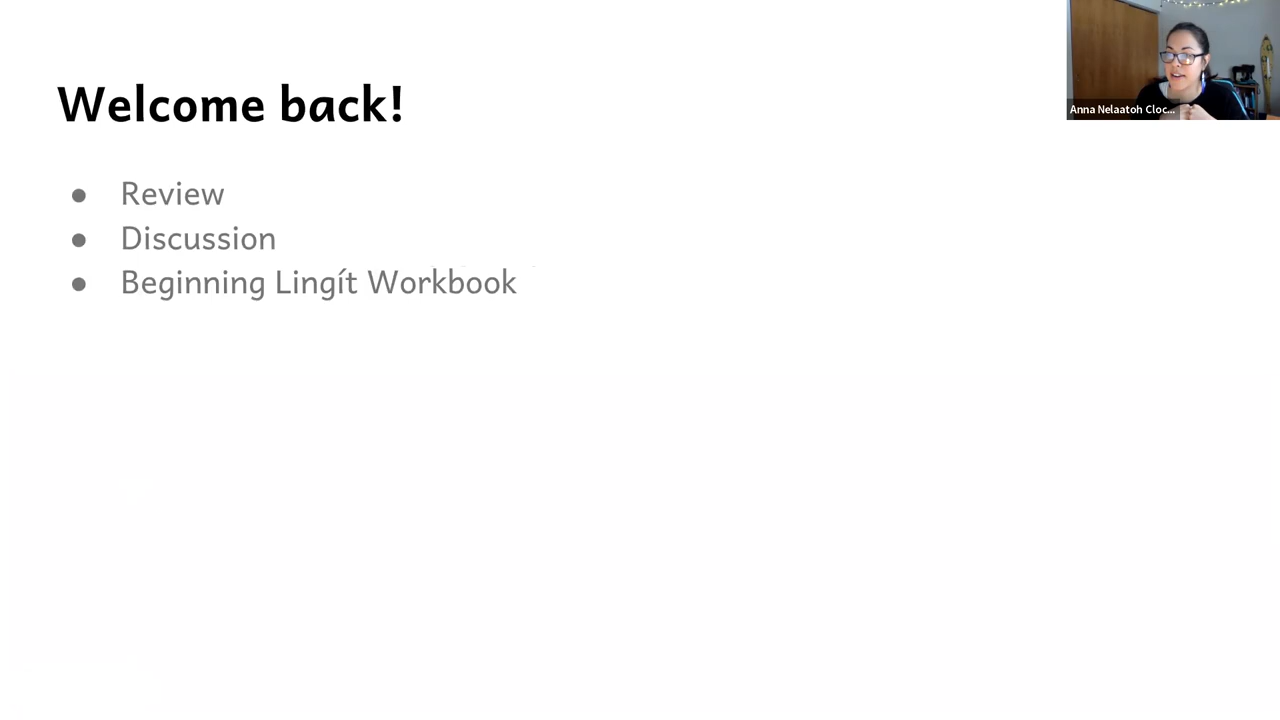 Welcome back!
● Review
● Discussion
● Beginning Lingít Workbook
Anna Nelaatoh Cloc...